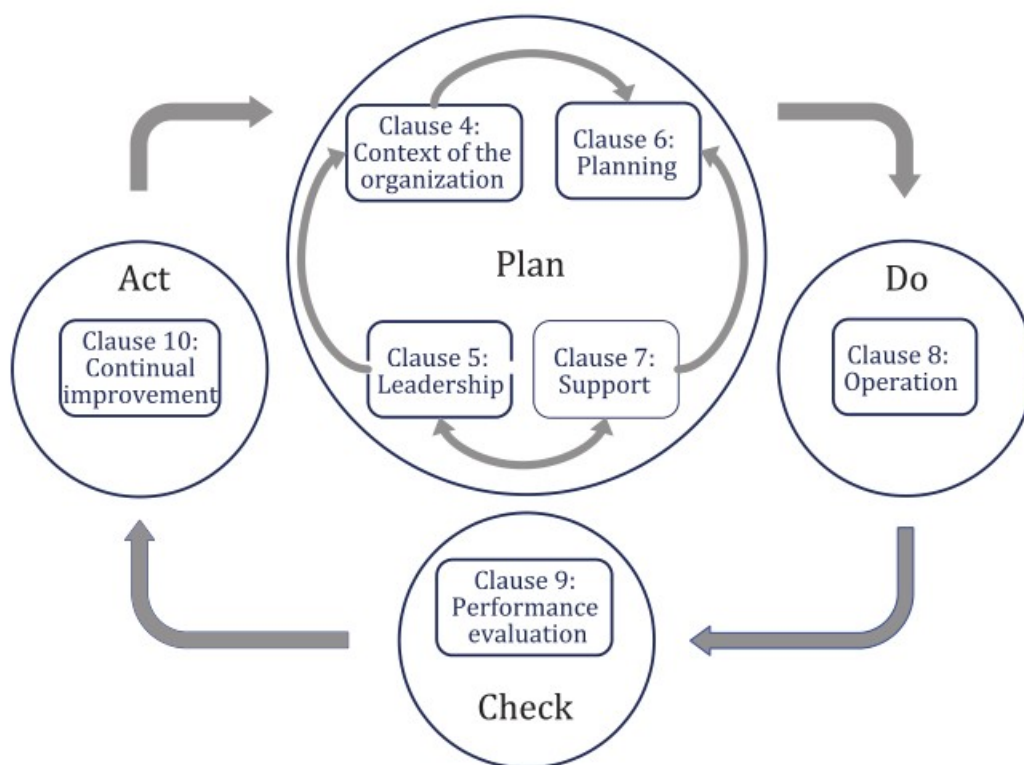 Clause 4:
Context of the
organization
Clause 6:
Planning
Plan
Clause 5:
Leadership
Clause 7:
Support
Act
Clause 10:
Continual
improvement
Do
Clause 8:
Operation
Clause 9:
Performance
evaluation
Check